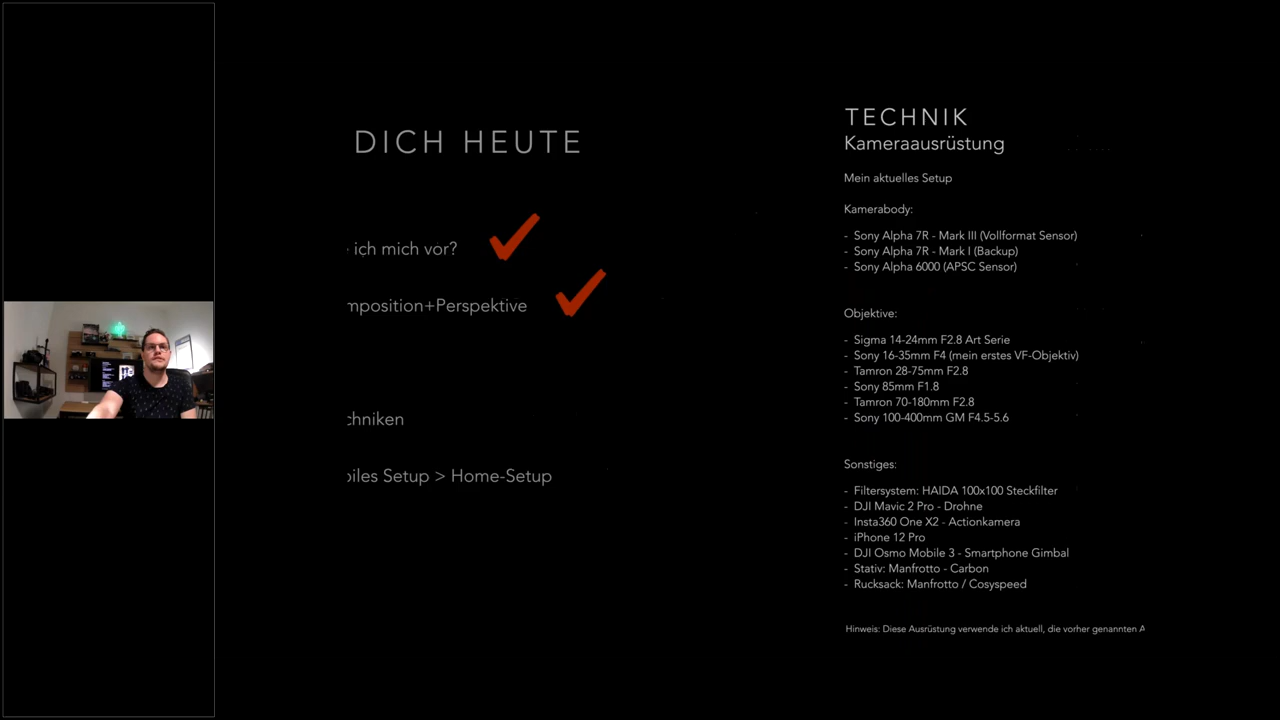 DICH HEUTE
ich mich vor?
mposition+Perspektive
chniken
biles Setup > Home-Setup
TECHNIK
Kameraausrüstung
Mein aktuelles Setup
Kamerabody:
- Sony Alpha 7R - Mark III (Vollformat Sensor)
- Sony Alpha 7R - Mark I (Backup)
- Sony Alpha 6000 (APSC Sensor)
Objektive:
- Sigma 14-24mm F2.8 Art Serie
- Sony 16-35mm F4 (mein erstes VF-Objektiv)
- Tamron 28-75mm F2.8
- Sony 85mm F1.8
- Tamron 70-180mm F2.8
- Sony 100-400mm GM F4.5-5.6
Sonstiges:
- Filtersystem: HAIDA 100x100 Steckfilter
- DJI Mavic 2 Pro - Drohne
- Insta360 One X2 - Actionkamera
- iPhone 12 Pro
- DJI Osmo Mobile 3 - Smartphone Gimbal
- Stativ: Manfrotto - Carbon
- Rucksack: Manfrotto / Cosyspeed
Hinweis: Diese Ausrüstung verwende ich aktuell, die vorher genannten A